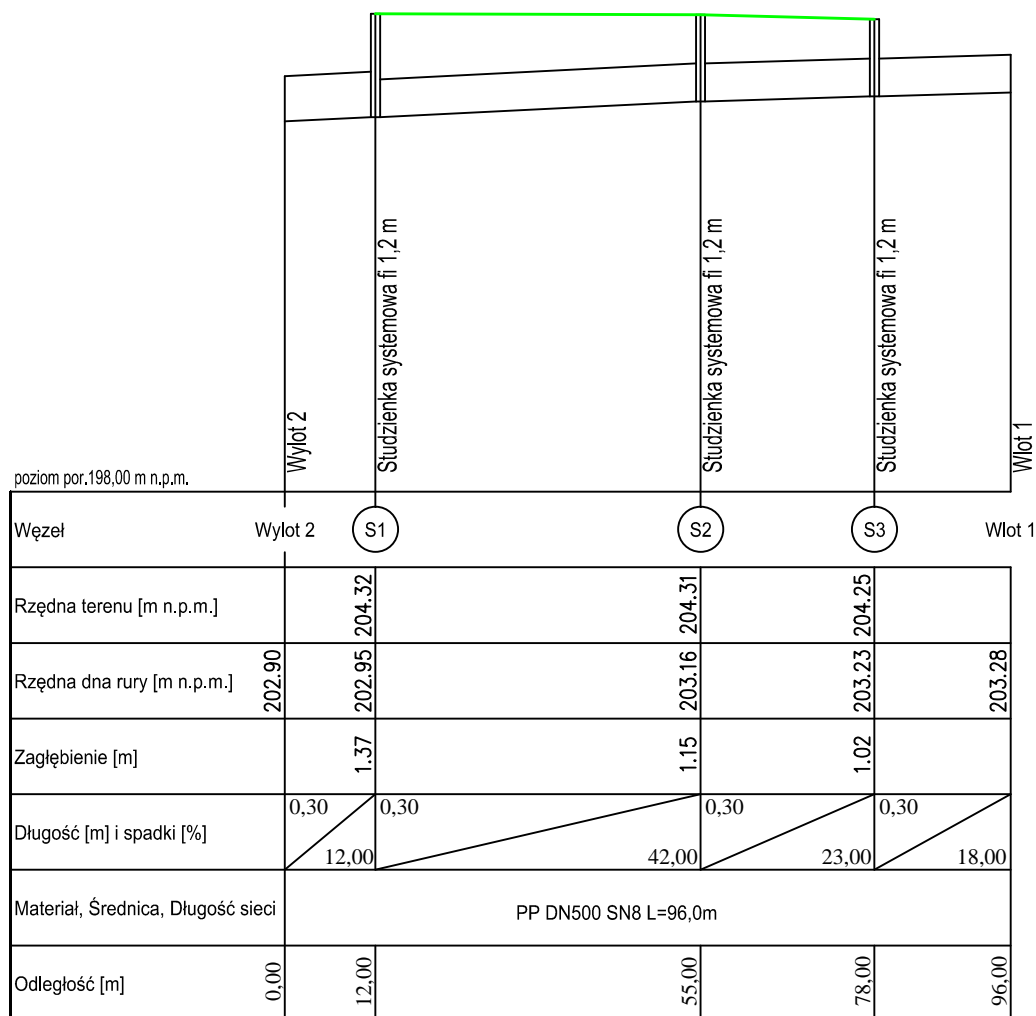 Wylot 2
Studzienka systemowa fi 1,2 m
Studzienka systemowa fi 1,2 m
Studzienka systemowa fi 1,2 m
Wlot 1
poziom por.198,00 m n.p.m.
Węzeł Wylot 2 S1 S2 S3 Wlot 1
Rzędna terenu [m n.p.m.] 204.32 204.31 204.25
Rzędna dna rury [m n.p.m.] 202.90 202.95 203.16 203.23 203.28
Zagłębienie [m] 1.37 1.15 1.02
0,30 0,30 0,30 0,30
Długość [m] i spadki [%]
12,00 42,00 23,00 18,00
Materiał, Średnica, Długość sieci PP DN500 SN8 L=96,0m
Odległość [m] 0,00 12,00 55,00 78,00 96,00